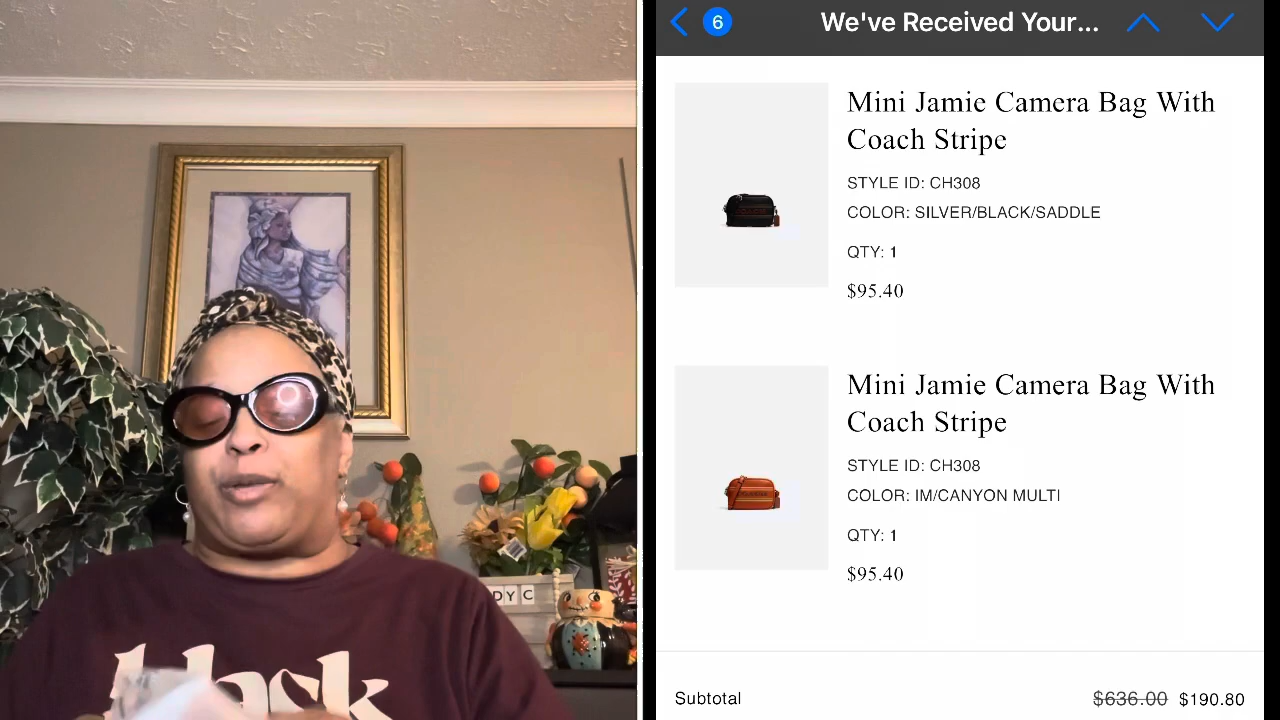 DYC
black
6
We've Received Your...
Mini Jamie Camera Bag With
Coach Stripe
STYLE ID: CH308
COLOR: SILVER/BLACK/SADDLE
QTY: 1
$95.40
Mini Jamie Camera Bag With
Coach Stripe
STYLE ID: CH308
COLOR: IM/CANYON MULTI
QTY: 1
$95.40
Subtotal
$636.00 $190.80